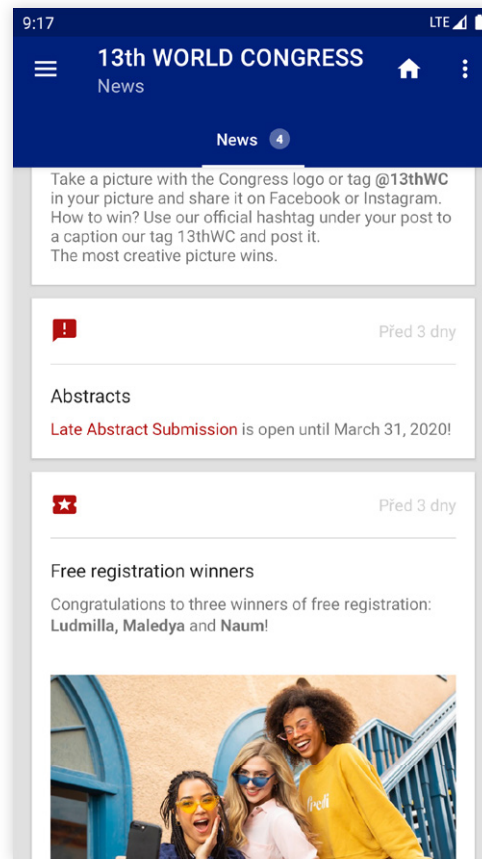 9:17
LTE
13th WORLD CONGRESS
News
News 4
Take a picture with the Congress logo or tag @13thWC
in your picture and share it on Facebook or Instagram.
How to win? Use our official hashtag under your post to
a caption our tag 13thWC and post it.
The most creative picture wins.
Před 3 dny
Abstracts
Late Abstract Submission is open until March 31, 2020!
Před 3 dny
Free registration winners
Congratulations to three winners of free registration:
Ludmilla, Maledya and Naum!